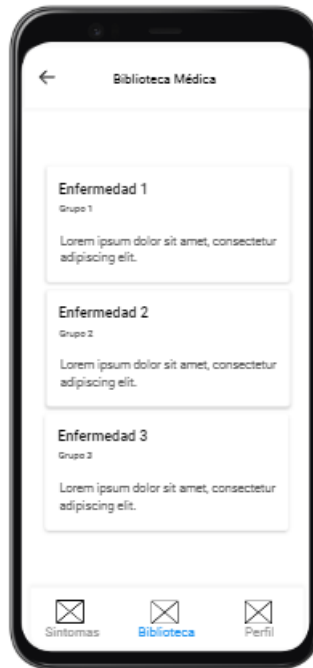 Biblioteca Médica
Enfermedad 1
Grupo 1
Lorem ipsum dolor sit amet, consectetur
adipiscing elit.
Enfermedad 2
Grupo 2
Lorem ipsum dolor sit amet, consectetur
adipiscing elit.
Enfermedad 3
Grupo 3
Lorem ipsum dolor sit amet, consectetur
adipiscing elit.
Sintomas Biblioteca Perfil